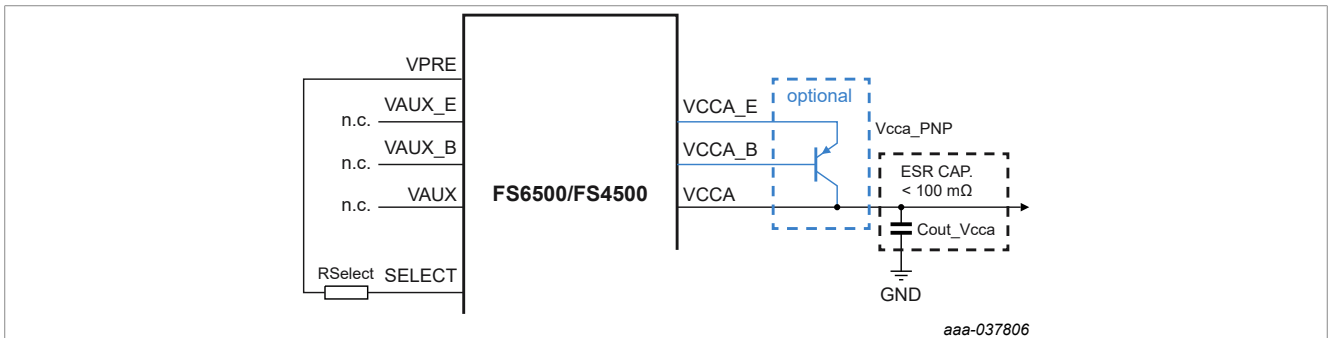 VPRE
VAUX_E
n.c.
VAUX_B
n.c.
VAUX
n.c.
RSelect
SELECT
FS6500/FS4500
VCCA_E
VCCA_B
VCCA
optional
Vcca_PNP
ESR CAP.
< 100 mΩ
Cout_Vcca
GND
aaa-037806